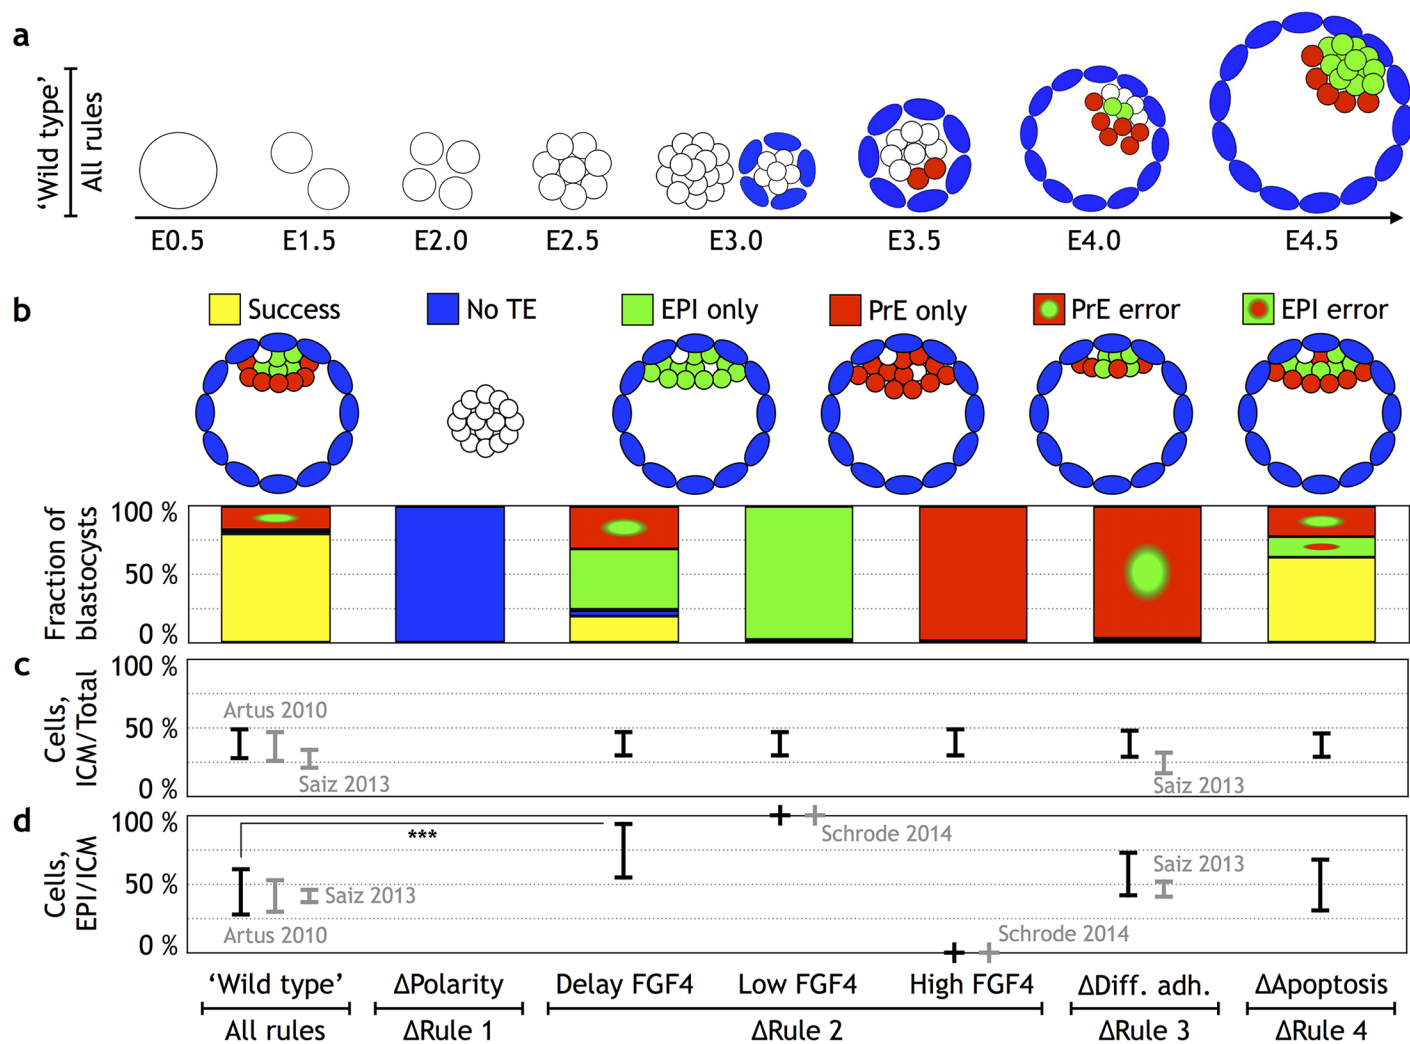 a
‘Wild type’
All rules
E0.5 E1.5 E2.0 E2.5 E3.0 E3.5 E4.0 E4.5
b
Success No TE EPI only PrE only PrE error EPI error
Fraction of
blastocysts
100 %
50 %
0 %
c
Cells,
ICM/Total
100 %
50 %
0 %
Artus 2010
Saiz 2013
Saiz 2013
d
Cells,
EPI/ICM
100 %
50 %
0 %
***
Schrode 2014
Saiz 2013
Saiz 2013
Artus 2010
Schrode 2014
‘Wild type’ ΔPolarity Delay FGF4 Low FGF4 High FGF4 ΔDiff. adh. ΔApoptosis
All rules ΔRule 1 ΔRule 2 ΔRule 3 ΔRule 4